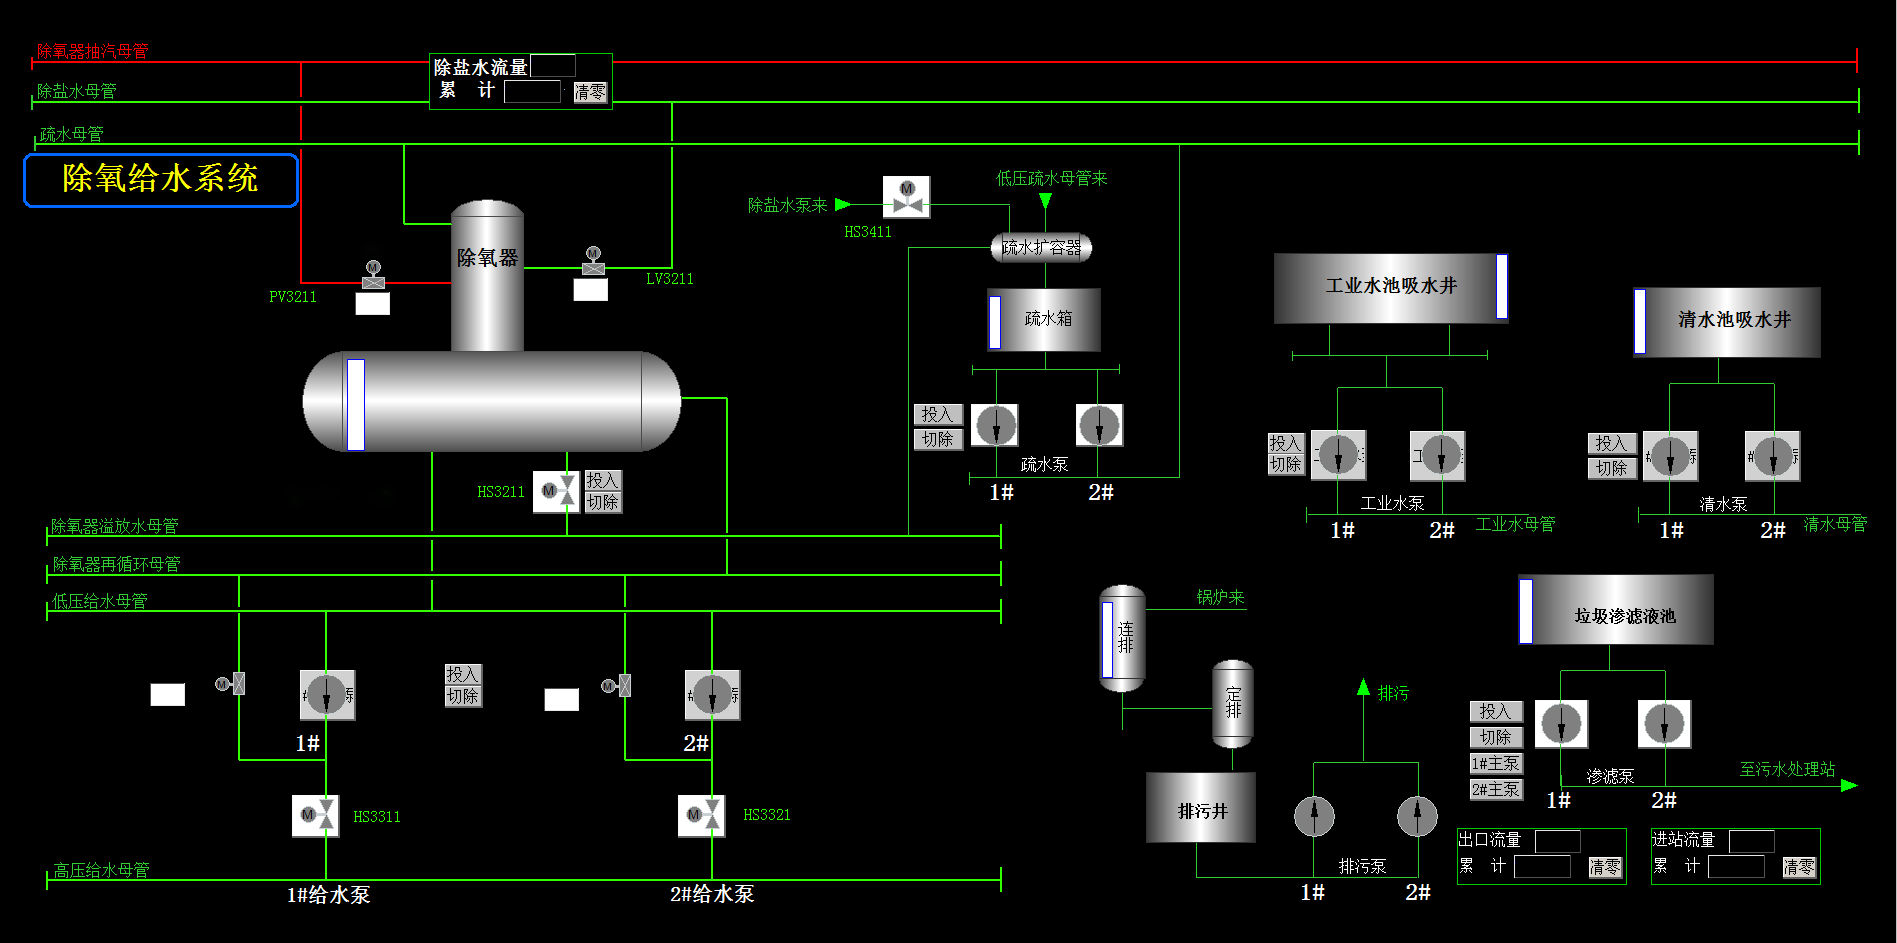 除氧器抽汽母管
除盐水流量
累 计
清零
除盐水母管
疏水母管
除氧给水系统
除氧器
PV3211
LV3211
M
M
除盐水泵来
M
HS3411
低压疏水母管来
疏水扩容器
疏水箱
投入
切除
疏水泵
1#
2#
工业水池吸水井
投入
切除
工业水泵
1#
2#
工业水母管
清水池吸水井
投入
切除
#
泵
#
清水泵
1#
2#
清水母管
HS3211
M
投入
切除
除氧器溢放水母管
除氧器再循环母管
低压给水母管
M
#
泵
1#
投入
切除
M
#
泵
2#
M
HS3311
M
HS3321
高压给水母管
1#给水泵
2#给水泵
锅炉来
连排
定排
排污井
排污
排污泵
1#
2#
垃圾渗滤液池
投入
切除
1#主泵
2#主泵
渗滤泵
1#
2#
至污水处理站
出口流量
累 计
清零
进站流量
累 计
清零